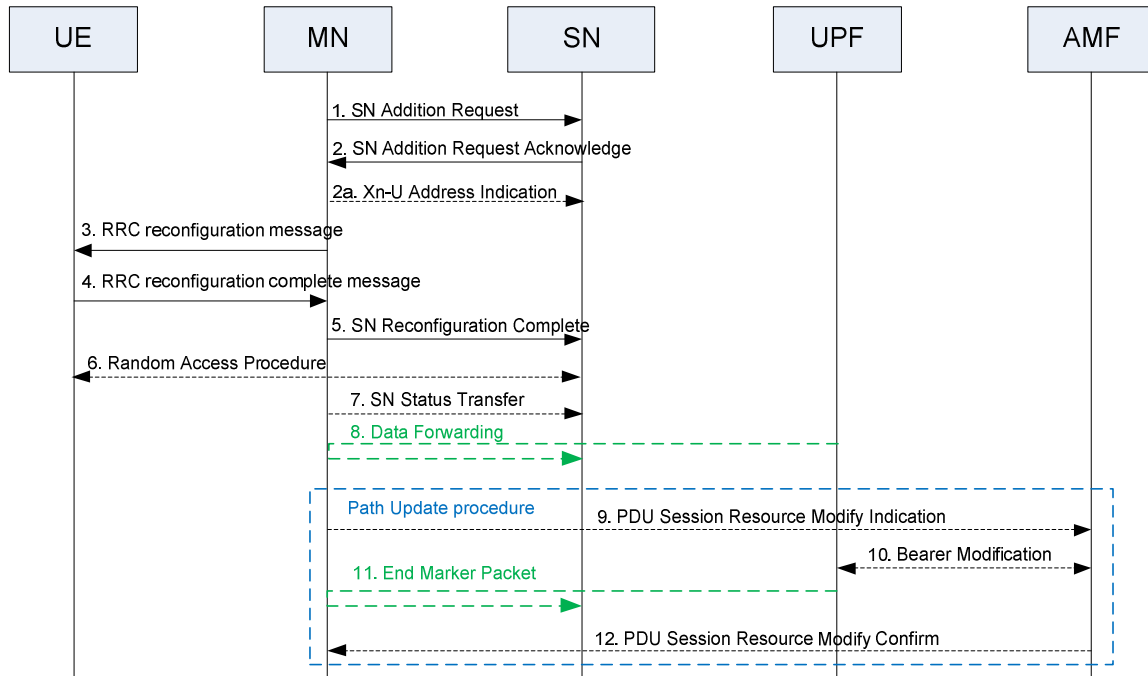 UE
MN
SN
UPF
AMF
1. SN Addition Request
2. SN Addition Request Acknowledge
2a. Xn-U Address Indication
3. RRC reconfiguration message
4. RRC reconfiguration complete message
5. SN Reconfiguration Complete
6. Random Access Procedure
7. SN Status Transfer
8. Data Forwarding
Path Update procedure
9. PDU Session Resource Modify Indication
10. Bearer Modification
11. End Marker Packet
12. PDU Session Resource Modify Confirm